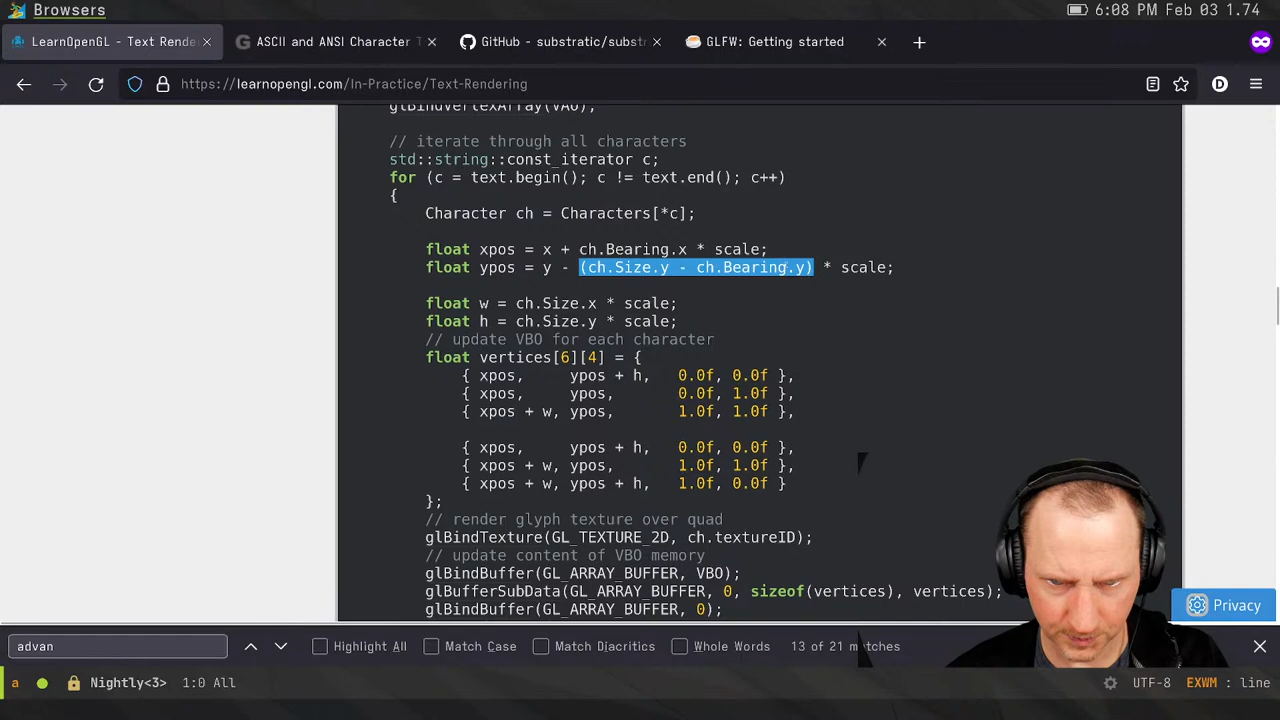 Browsers
6:08 PM Feb 03 1.74
LearnOpenGL - Text Rende
ASCII and ANSI Character T
GitHub - substratic/subst
GLFW: Getting started
https://learnopengl.com/In-Practice/Text-Rendering
glBindVertexArray(VAO);
// iterate through all characters
std::string::const_iterator c;
for (c = text.begin(); c != text.end(); c++)
{
Character ch = Characters[*c];
float xpos = x + ch.Bearing.x * scale;
float ypos = y - (ch.Size.y - ch.Bearing.y) * scale;
float w = ch.Size.x * scale;
float h = ch.Size.y * scale;
// update VBO for each character
float vertices[6][4] = {
{ xpos,     ypos + h,   0.0f, 0.0f },
{ xpos,     ypos,       0.0f, 1.0f },
{ xpos + w, ypos,       1.0f, 1.0f },
{ xpos,     ypos + h,   0.0f, 0.0f },
{ xpos + w, ypos,       1.0f, 1.0f },
{ xpos + w, ypos + h,   1.0f, 0.0f }
};
// render glyph texture over quad
glBindTexture(GL_TEXTURE_2D, ch.textureID);
// update content of VBO memory
glBindBuffer(GL_ARRAY_BUFFER, VBO);
glBufferSubData(GL_ARRAY_BUFFER, 0, sizeof(vertices), vertices);
glBindBuffer(GL_ARRAY_BUFFER, 0);
Privacy
advan
Highlight All
Match Case
Match Diacritics
Whole Words
13 of 21 matches
a
Nightly<3>
1:0 All
UTF-8
EXWM : line